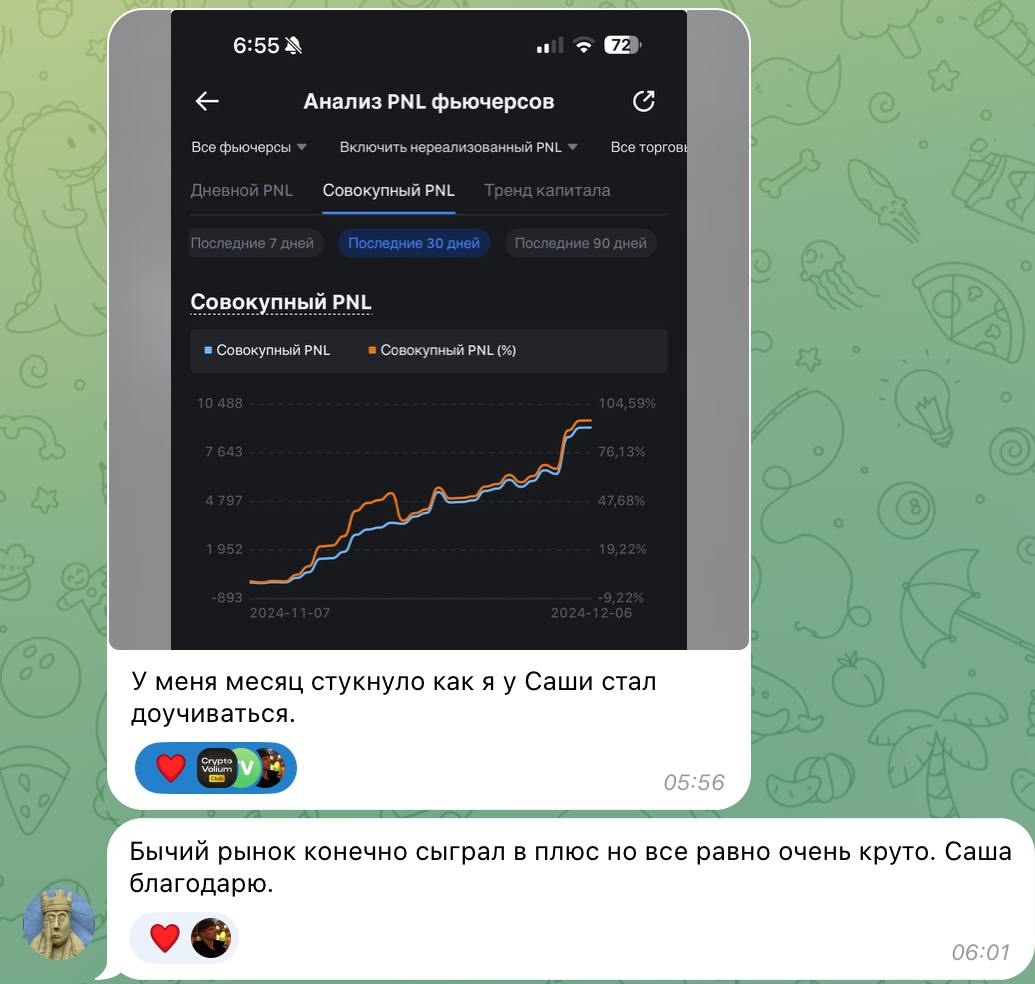 6:55
72
Анализ PNL фьючерсов
Все фьючерсы Включить нереализованный PNL Все торговы
Дневной PNL Совокупный PNL Тренд капитала
Последние 7 дней Последние 30 дней Последние 90 дней
Совокупный PNL
Совокупный PNL Совокупный PNL (%)
10 488 104,59%
7 643 76,13%
4 797 47,68%
1 952 19,22%
-893 -9,22%
2024-11-07 2024-12-06
У меня месяц стукнуло как я у Саши стал
доучиваться.
Crypto
Volium
Club
V
05:56
Бычий рынок конечно сыграл в плюс но все равно очень круто. Саша
благодарю.
06:01